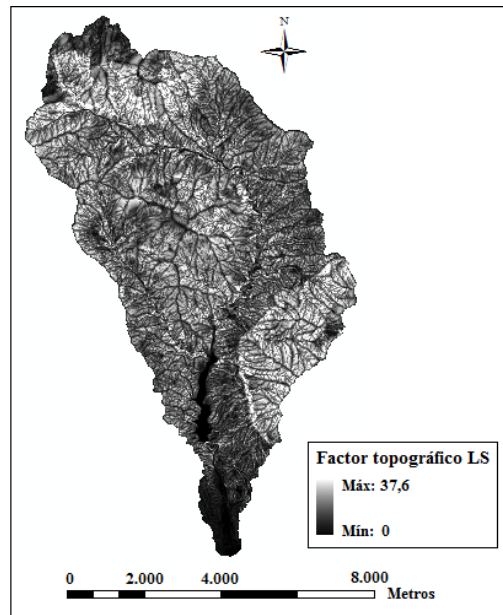 N
Factor topográfico LS
Máx: 37,6
Mín: 0
0 2.000 4.000 8.000
Metros